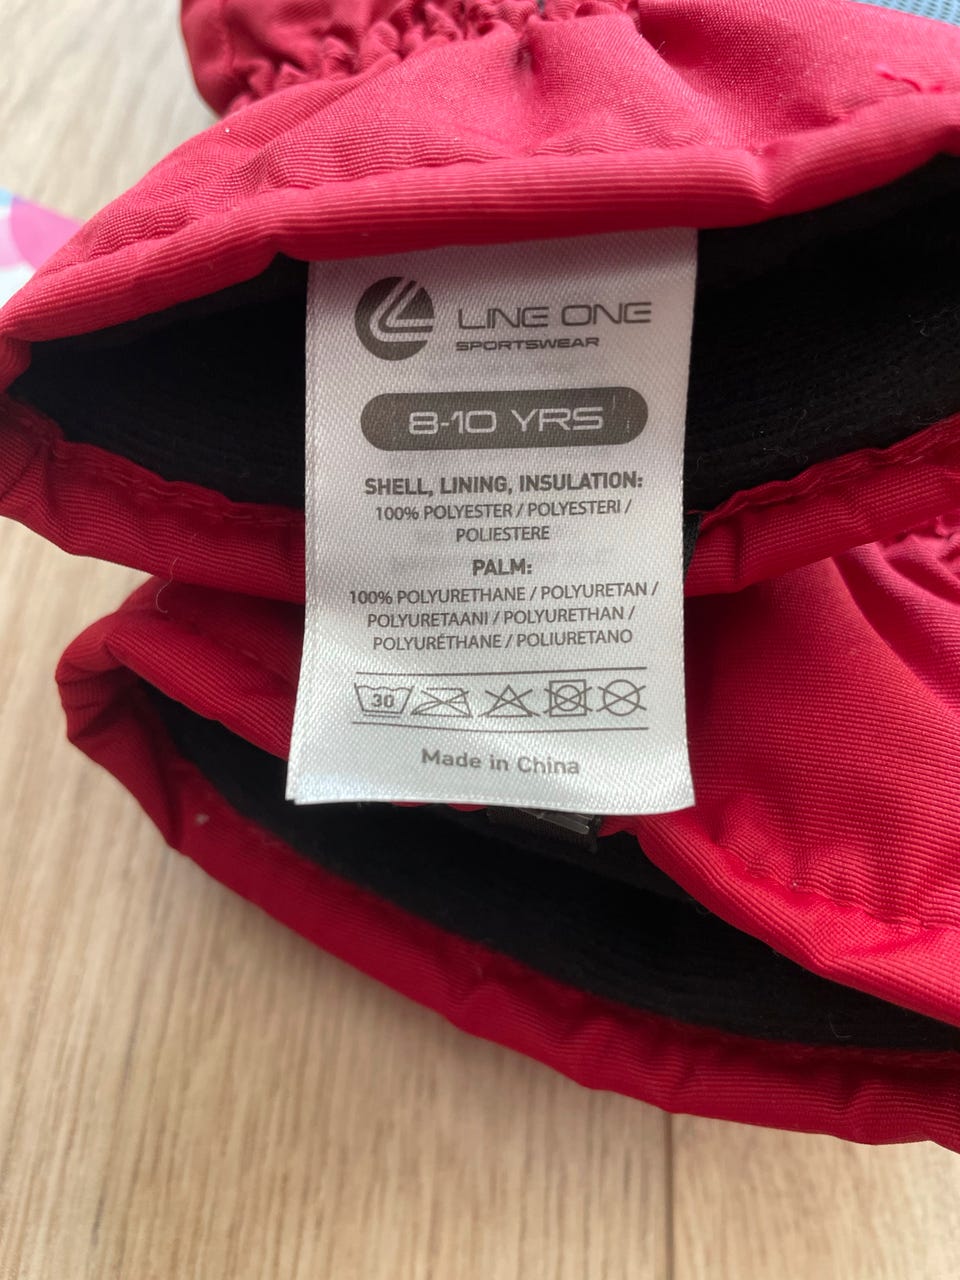 LINE ONE
SPORTSWEAR
8-10 YRS
SHELL, LINING, INSULATION:
100% POLYESTER / POLYESTERI /
POLIESTERE
PALM:
100% POLYURETHANE / POLYURETAN /
POLYURETAANI / POLYURETHAN /
POLYURÉTHANE / POLIURETANO
30
Made in China